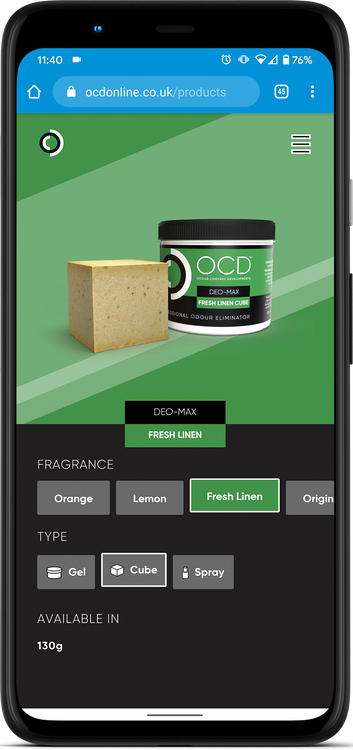 11:40
76%
ocdonline.co.uk/products
45
OCD
ODOUR CONTROL DEVELOPMENTS
DEO-MAX
FRESH LINEN CUBE
SSIONAL ODOUR ELIMINATOR
DEO-MAX
FRESH LINEN
FRAGRANCE
Orange
Lemon
Fresh Linen
Origin
TYPE
Gel
Cube
Spray
AVAILABLE IN
130g